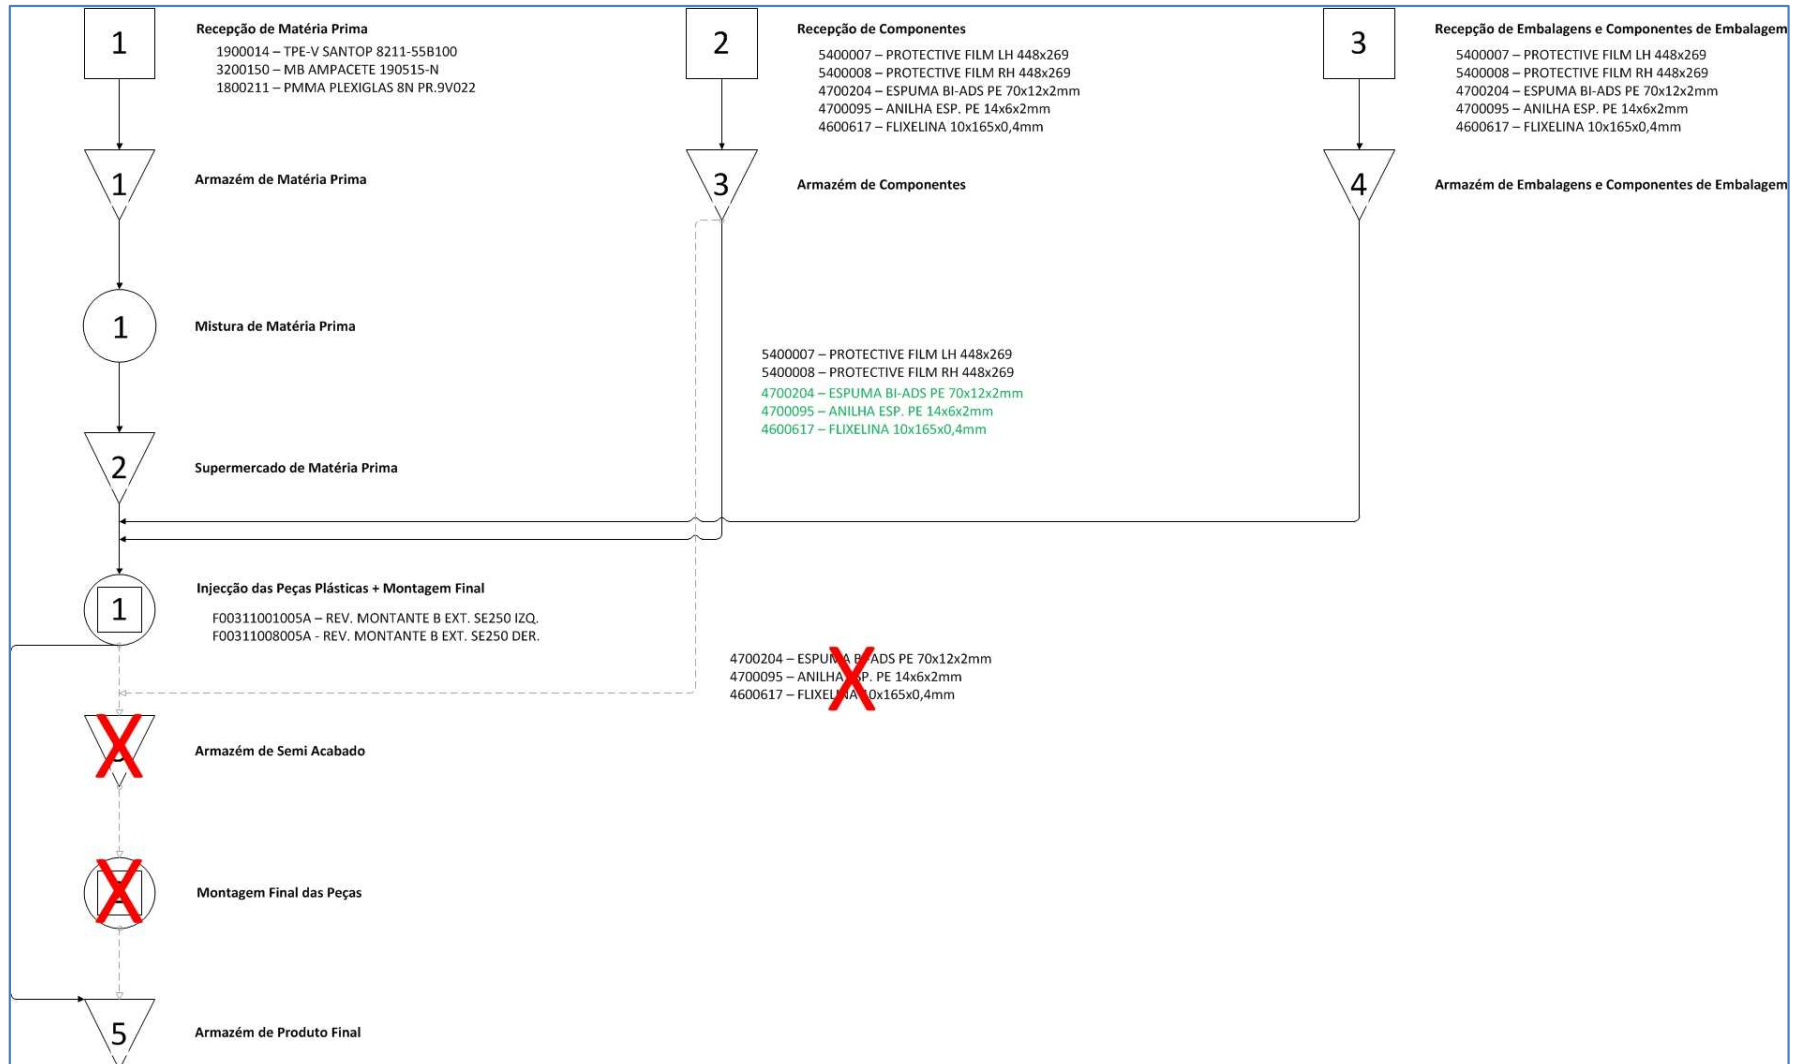 1
Recepção de Matéria Prima
1900014 – TPE-V SANTOP 8211-55B100
3200150 – MB AMPACETE 190515-N
1800211 – PMMA PLEXIGLAS 8N PR.9V022
2
Recepção de Componentes
5400007 – PROTECTIVE FILM LH 448x269
5400008 – PROTECTIVE FILM RH 448x269
4700204 – ESPUMA BI-ADS PE 70x12x2mm
4700095 – ANILHA ESP. PE 14x6x2mm
4600617 – FLIXELINA 10x165x0,4mm
3
Recepção de Embalagens e Componentes de Embalagem
5400007 – PROTECTIVE FILM LH 448x269
5400008 – PROTECTIVE FILM RH 448x269
4700204 – ESPUMA BI-ADS PE 70x12x2mm
4700095 – ANILHA ESP. PE 14x6x2mm
4600617 – FLIXELINA 10x165x0,4mm
1
Armazém de Matéria Prima
3
Armazém de Componentes
4
Armazém de Embalagens e Componentes de Embalagem
1
Mistura de Matéria Prima
5400007 – PROTECTIVE FILM LH 448x269
5400008 – PROTECTIVE FILM RH 448x269
4700204 – ESPUMA BI-ADS PE 70x12x2mm
4700095 – ANILHA ESP. PE 14x6x2mm
4600617 – FLIXELINA 10x165x0,4mm
2
Supermercado de Matéria Prima
1
Injecção das Peças Plásticas + Montagem Final
F00311001005A – REV. MONTANTE B EXT. SE250 IZQ.
F00311008005A - REV. MONTANTE B EXT. SE250 DER.
4700204 – ESPUMA BI-ADS PE 70x12x2mm
4700095 – ANILHA ESP. PE 14x6x2mm
4600617 – FLIXELINA 10x165x0,4mm
X
X
Armazém de Semi Acabado
X
Montagem Final das Peças
5
Armazém de Produto Final